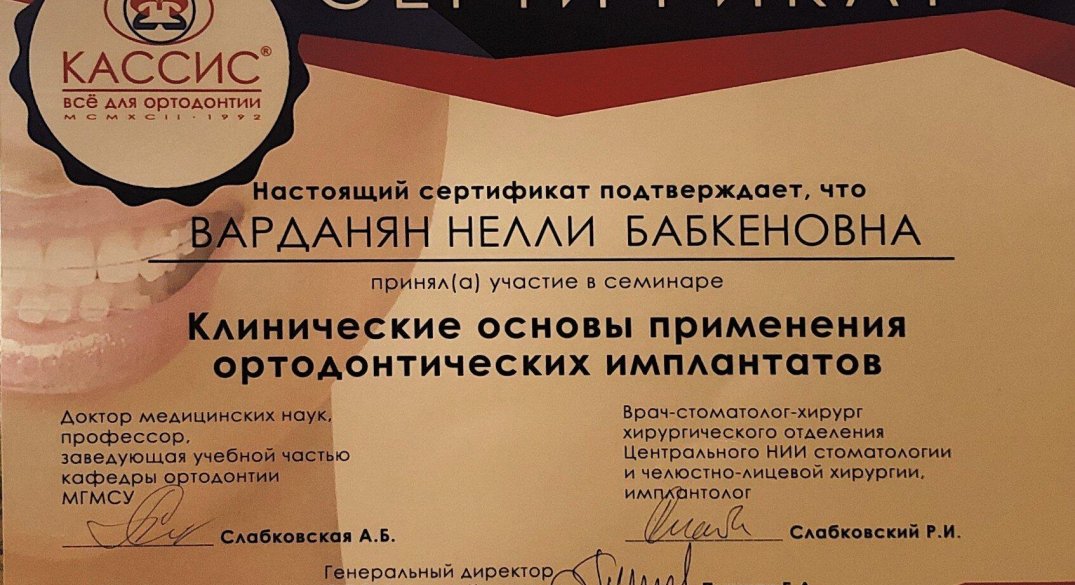 СЕРТИФИКАТ
КАССИС®
ВСЁ ДЛЯ ОРТОДОНТИИ
MCMXCII · 1992
Настоящий сертификат подтверждает, что
ВАРДАНЯН НЕЛЛИ БАБКЕНОВНА
принял(а) участие в семинаре
Клинические основы применения
ортодонтических имплантатов
Доктор медицинских наук,
профессор,
заведующая учебной частью
кафедры ортодонтии
МГМСУ
Слабковская А.Б.
Врач-стоматолог-хирург
хирургического отделения
Центрального НИИ стоматологии
и челюстно-лицевой хирургии,
имплантолог
Слабковский Р.И.
Генеральный директор